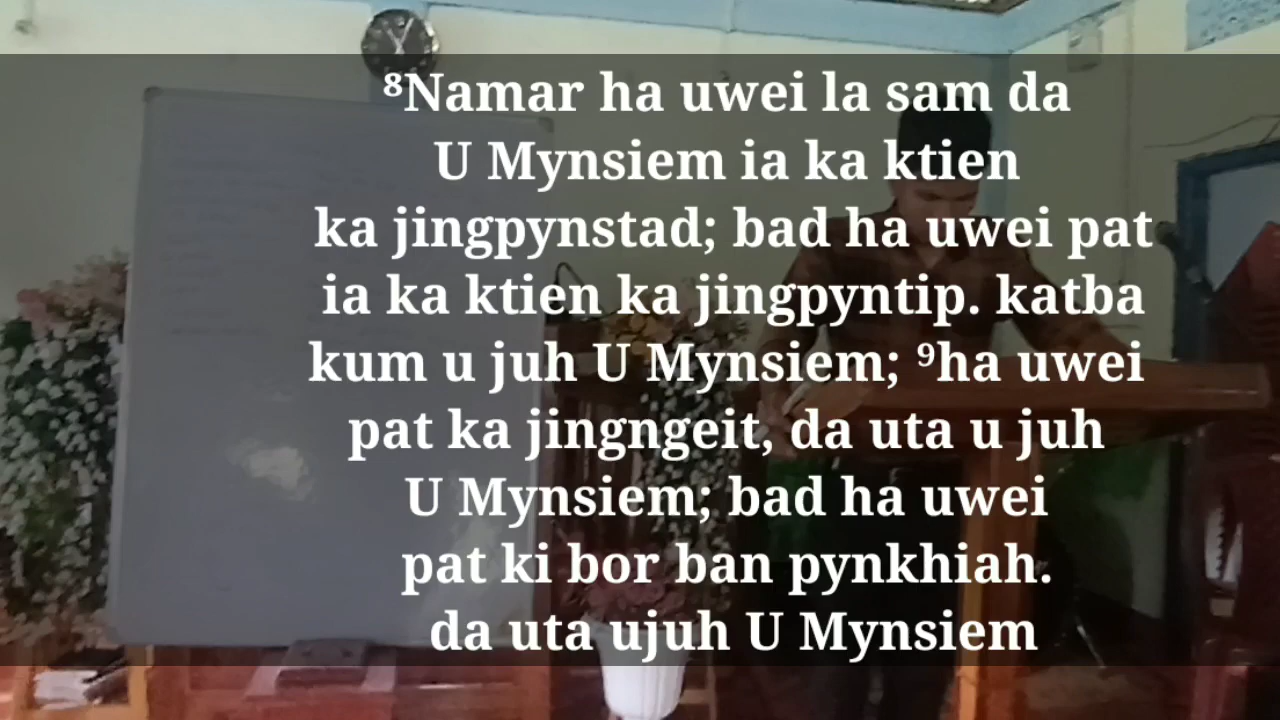 ⁸Namar ha uwei la sam da
U Mynsiem ia ka ktien
ka jingpynstad; bad ha uwei pat
ia ka ktien ka jingpyntip. katba
kum u juh U Mynsiem; ⁹ha uwei
pat ka jingngeit, da uta u juh
U Mynsiem; bad ha uwei
pat ki bor ban pynkhiah.
da uta ujuh U Mynsiem